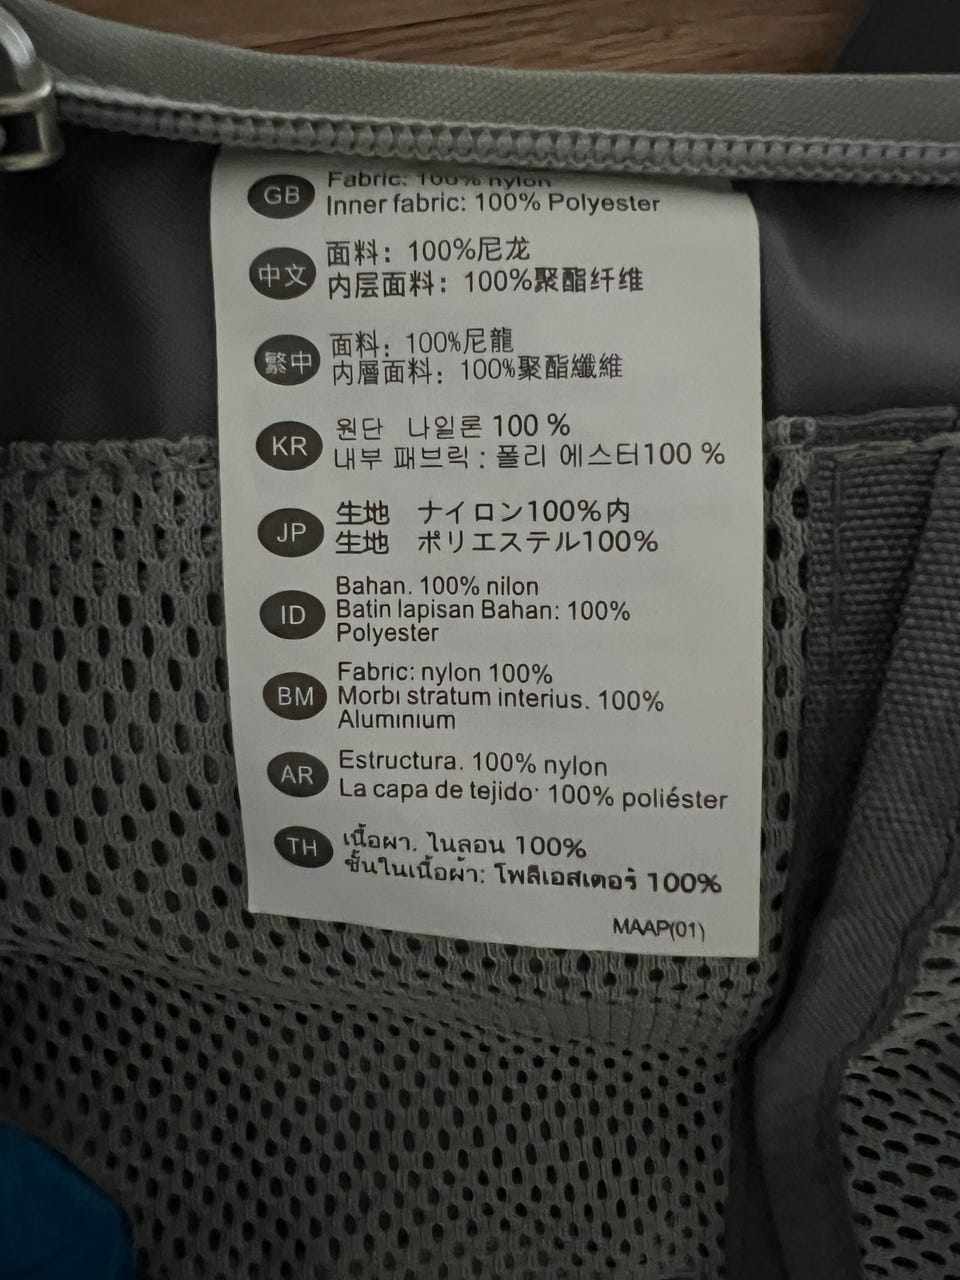 GB Fabric: 100% nylon
Inner fabric: 100% Polyester
中文 面料：100%尼龙
内层面料：100%聚酯纤维
繁中 面料：100%尼龍
内層面料：100%聚酯纖維
KR 원단 나일론 100 %
내부 패브릭 : 폴리 에스터100 %
JP 生地 ナイロン100%内
生地 ポリエステル100%
ID Bahan. 100% nilon
Batin lapisan Bahan: 100%
Polyester
BM Fabric: nylon 100%
Morbı stratum interius. 100%
Alumınıum
AR Estructura. 100% nylon
La capa de tejido· 100% poliéster
TH เนื้อผา. ไนลอน 100%
ชั้นในเนื้อผ้า: โพลีเอสเตอร์ 100%
MAAP(01)